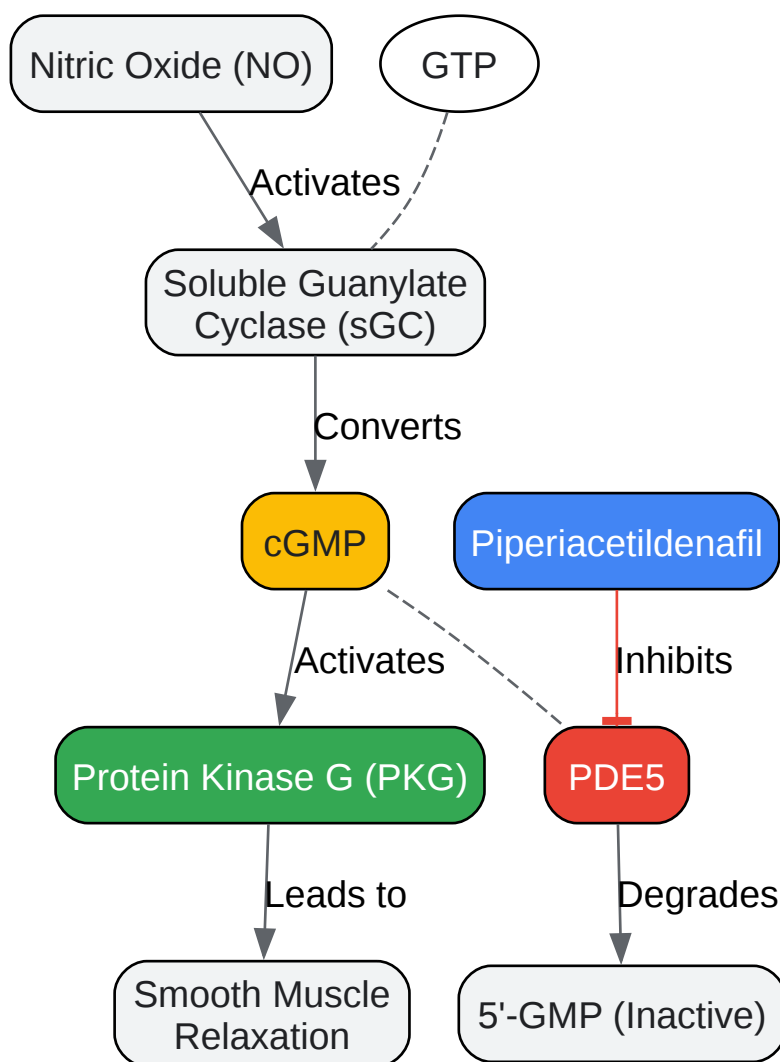 Nitric Oxide (NO)
GTP
Activates
Soluble Guanylate
Cyclase (sGC)
Converts
cGMP
Piperiacetildenafil
Activates
Inhibits
Protein Kinase G (PKG)
PDE5
Leads to
Degrades
Smooth Muscle
Relaxation
5'-GMP (Inactive)